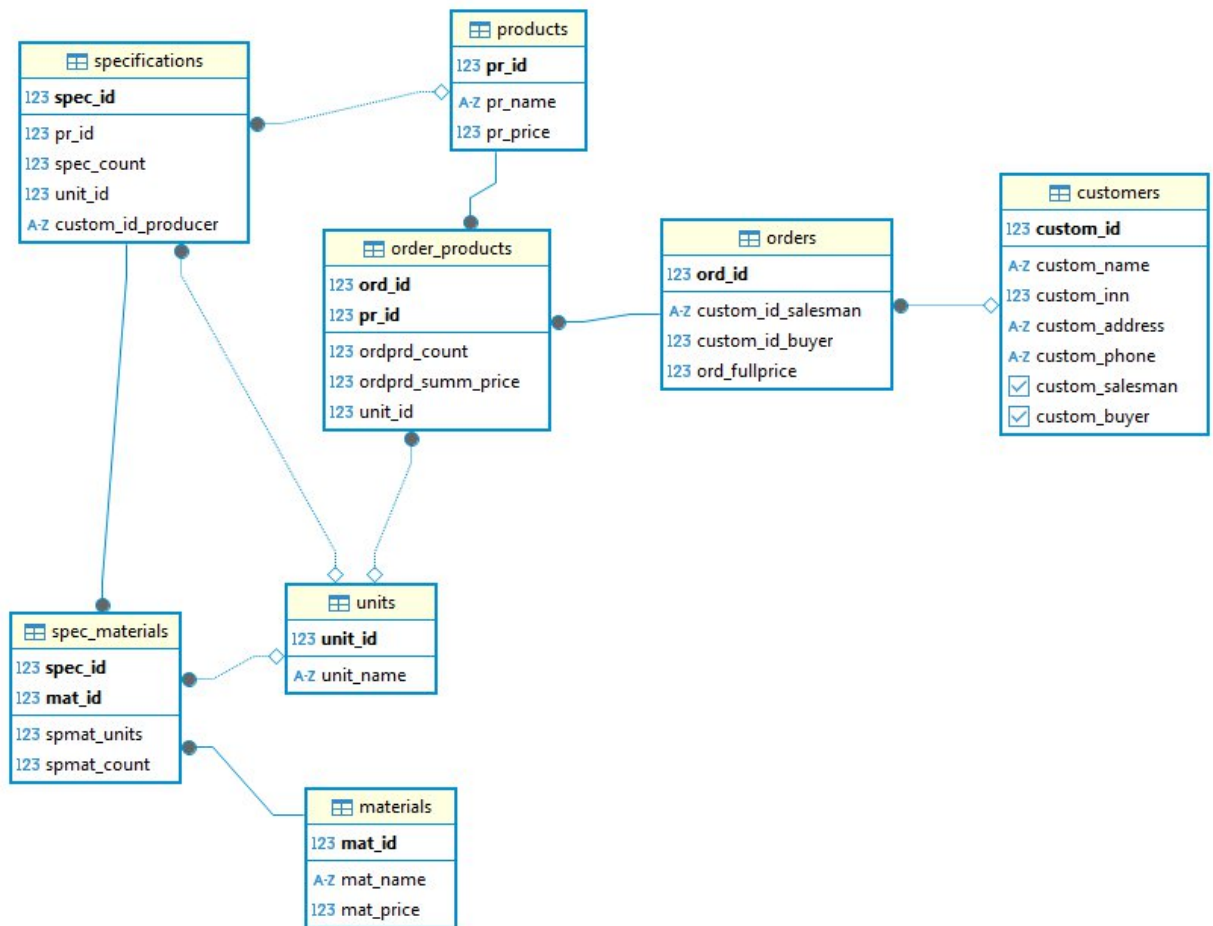 products
123 pr_id
A-Z pr_name
123 pr_price
specifications
123 spec_id
123 pr_id
123 spec_count
123 unit_id
A-Z custom_id_producer
customers
123 custom_id
A-Z custom_name
123 custom_inn
A-Z custom_address
A-Z custom_phone
custom_salesman
custom_buyer
orders
123 ord_id
A-Z custom_id_salesman
123 custom_id_buyer
123 ord_fullprice
order_products
123 ord_id
123 pr_id
123 ordprd_count
123 ordprd_summ_price
123 unit_id
units
123 unit_id
A-Z unit_name
spec_materials
123 spec_id
123 mat_id
123 spmat_units
123 spmat_count
materials
123 mat_id
A-Z mat_name
123 mat_price